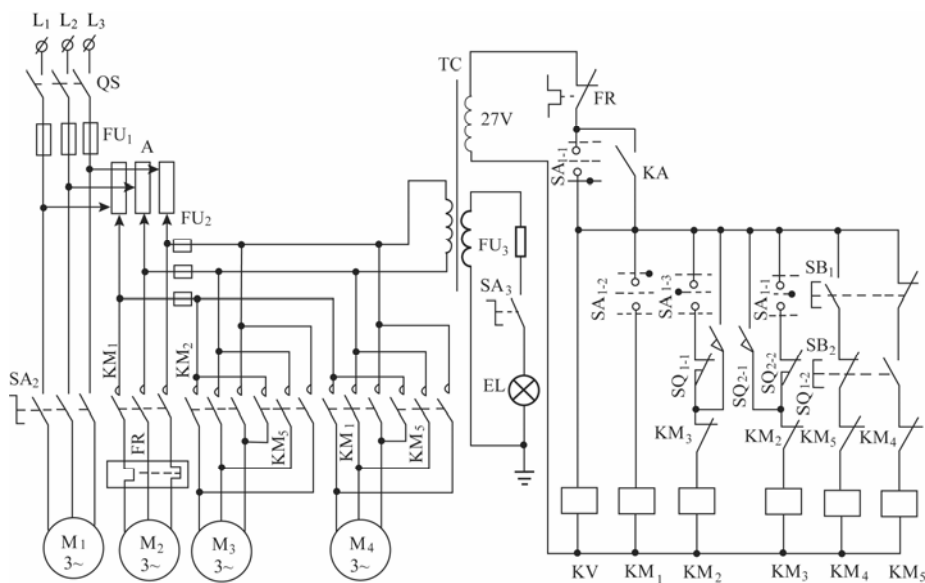 L₁ L₂ L₃
QS
FU₁
A
FU₂
TC
27V
FR
SA₁₋₁
KA
FU₃
SA₃
EL
SA₁₋₂
SA₁₋₃
SA₁₋₁
SB₁
SB₂
SQ₁₋₁
SQ₂₋₁
SQ₂₋₂
SQ₁₋₂
KM₃
KM₂
KM₅
KM₄
SA₂
KM₁
KM₂
FR
KM₅
KM₁
KM₅
M₁
3~
M₂
3~
M₃
3~
M₄
3~
KV KM₁ KM₂ KM₃ KM₄ KM₅